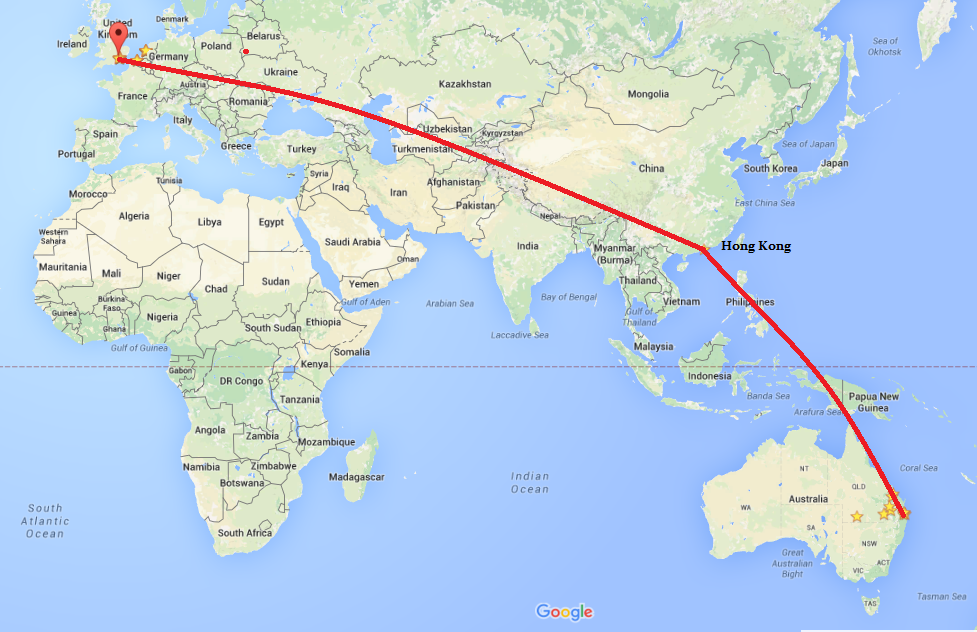 United
Kingdom
Denmark
Ireland
Belarus
Poland
Germany
Ukraine
Austria
France
Romania
Italy
Spain
Greece
Portugal
Turkey
Kazakhstan
Mongolia
Sea of
Okhotsk
Uzbekistan
Kyrgyzstan
Turkmenistan
Sea of Japan
Japan
South Korea
China
East China Sea
Syria
Iraq
Iran
Afghanistan
Pakistan
Nepal
India
Tunisia
Morocco
Algeria
Libya
Egypt
Western
Sahara
Saudi Arabia
Oman
Yemen
Gulf of Aden
Arabian Sea
Hong Kong
Myanmar
(Burma)
Thailand
Vietnam
Gulf of
Thailand
Bay of Bengal
Laccadive Sea
Philippines
Mauritania
Mali
Niger
Chad
Sudan
Burkina
Faso
Guinea
Ghana
Nigeria
South Sudan
Ethiopia
Somalia
Gulf of Guinea
Gabon
DR Congo
Kenya
Tanzania
Malaysia
Indonesia
Banda Sea
Arafura Sea
Papua New
Guinea
Angola
Zambia
Mozambique
Namibia
Zimbabwe
Botswana
Madagascar
South Africa
South
Atlantic
Ocean
Indian
Ocean
Coral Sea
NT
QLD
Australia
WA
SA
NSW
ACT
VIC
TAS
Great
Australian
Bight
Tasman Sea
Google